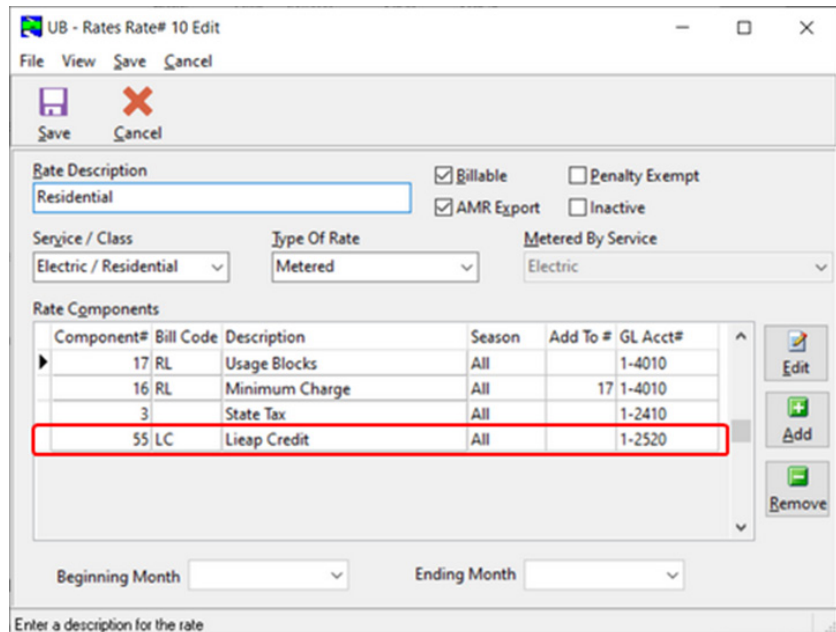 UB - Rates Rate# 10 Edit
File View Save Cancel
Save Cancel
Rate Description
Residential
Billable Penalty Exempt
AMR Export Inactive
Service / Class Type Of Rate Metered By Service
Electric / Residential Metered Electric
Rate Components
Component# Bill Code Description Season Add To # GL Acct#
17 RL Usage Blocks All 1-4010
16 RL Minimum Charge All 17 1-4010
3 State Tax All 1-2410
55 LC Lieap Credit All 1-2520
Edit
Add
Remove
Beginning Month Ending Month
Enter a description for the rate